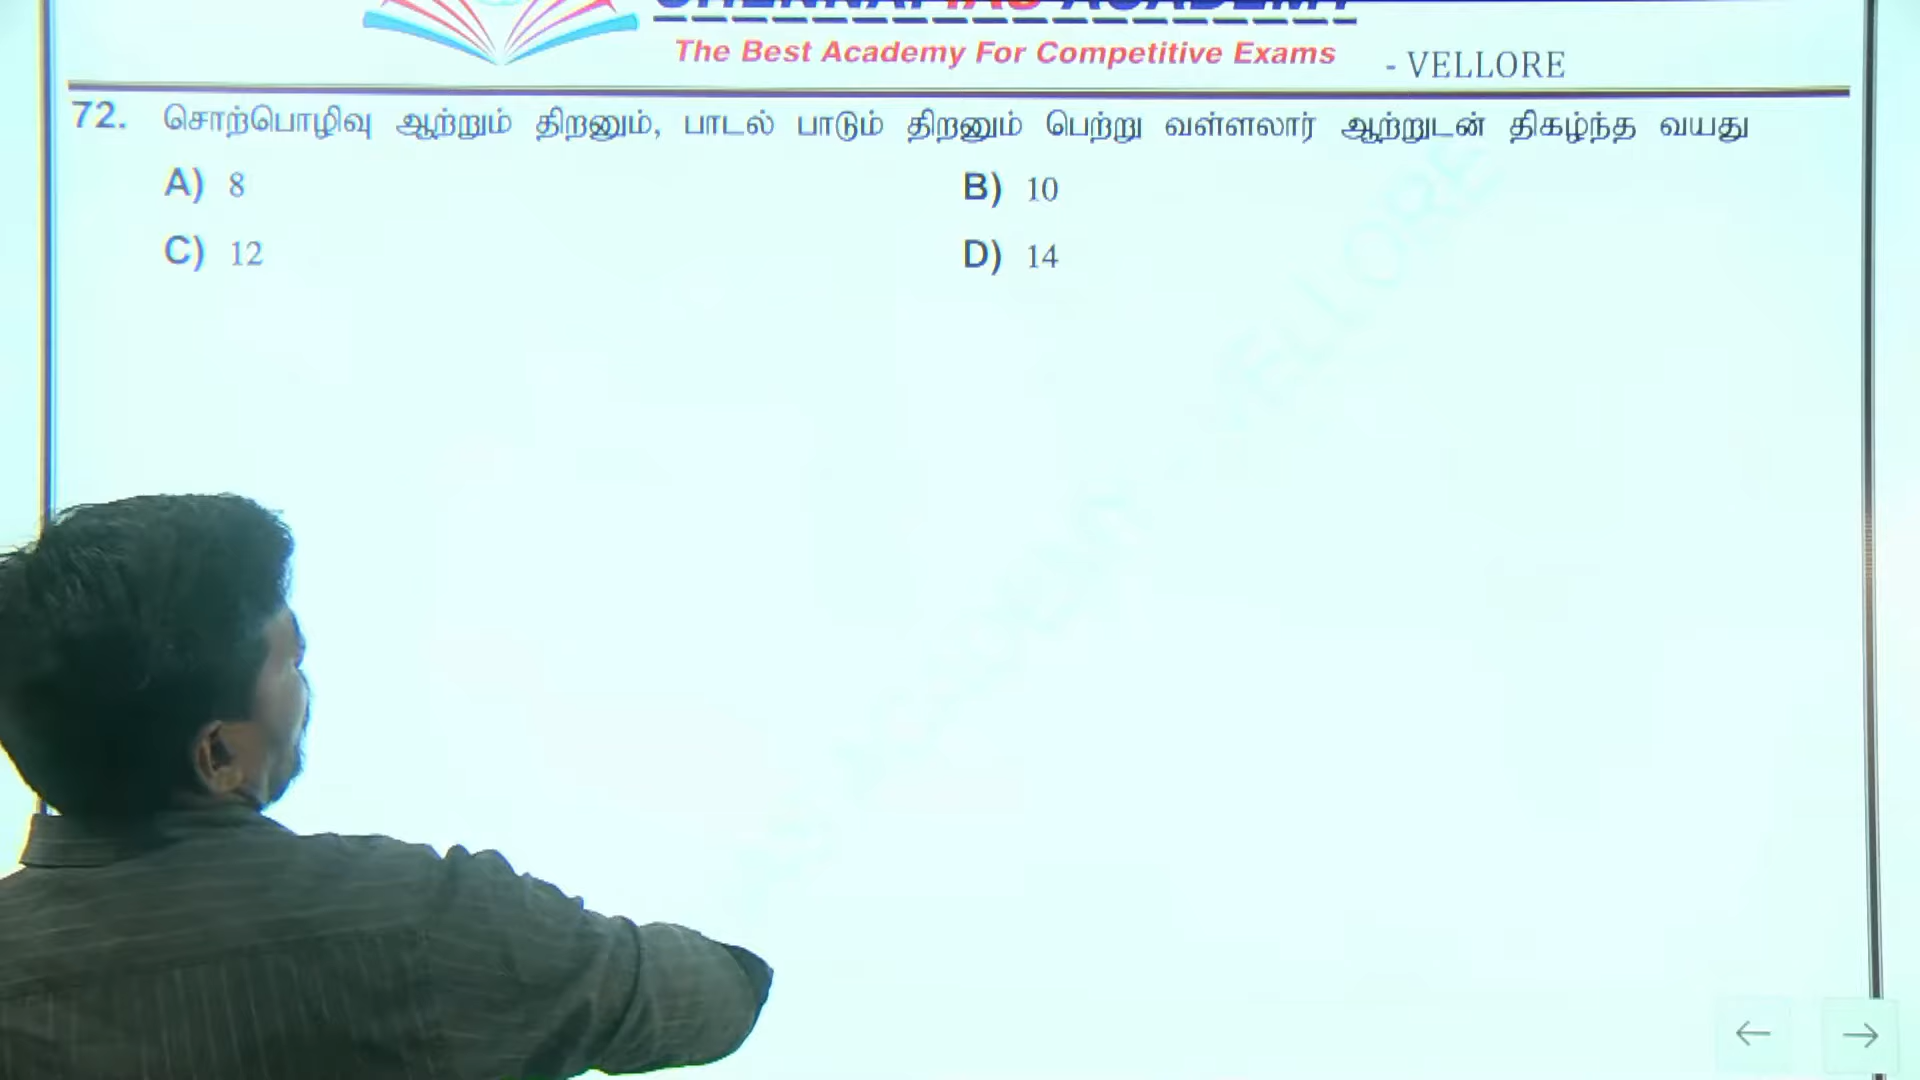 The Best Academy For Competitive Exams
- VELLORE
72. சொற்பொழிவு ஆற்றும் திறனும், பாடல் பாடும் திறனும் பெற்று வள்ளலார் ஆற்றுடன் திகழ்ந்த வயது
A) 8
B) 10
C) 12
D) 14
VELLORE